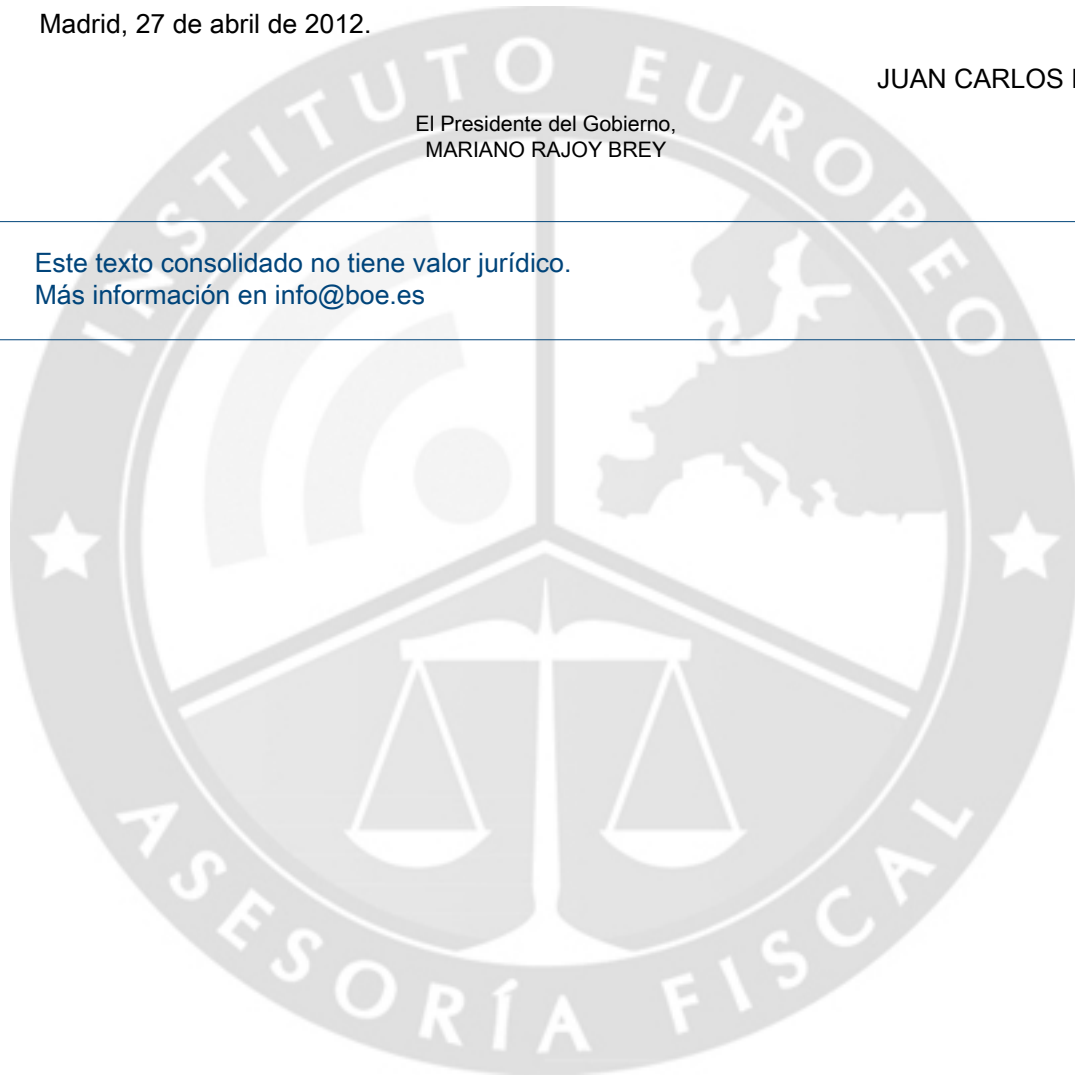 Madrid, 27 de abril de 2012.
JUAN CARLOS
El Presidente del Gobierno,
MARIANO RAJOY BREY
Este texto consolidado no tiene valor jurídico.
Más información en info@boe.es
INSTITUTO EUROPEO
ASESORÍA FISCAL